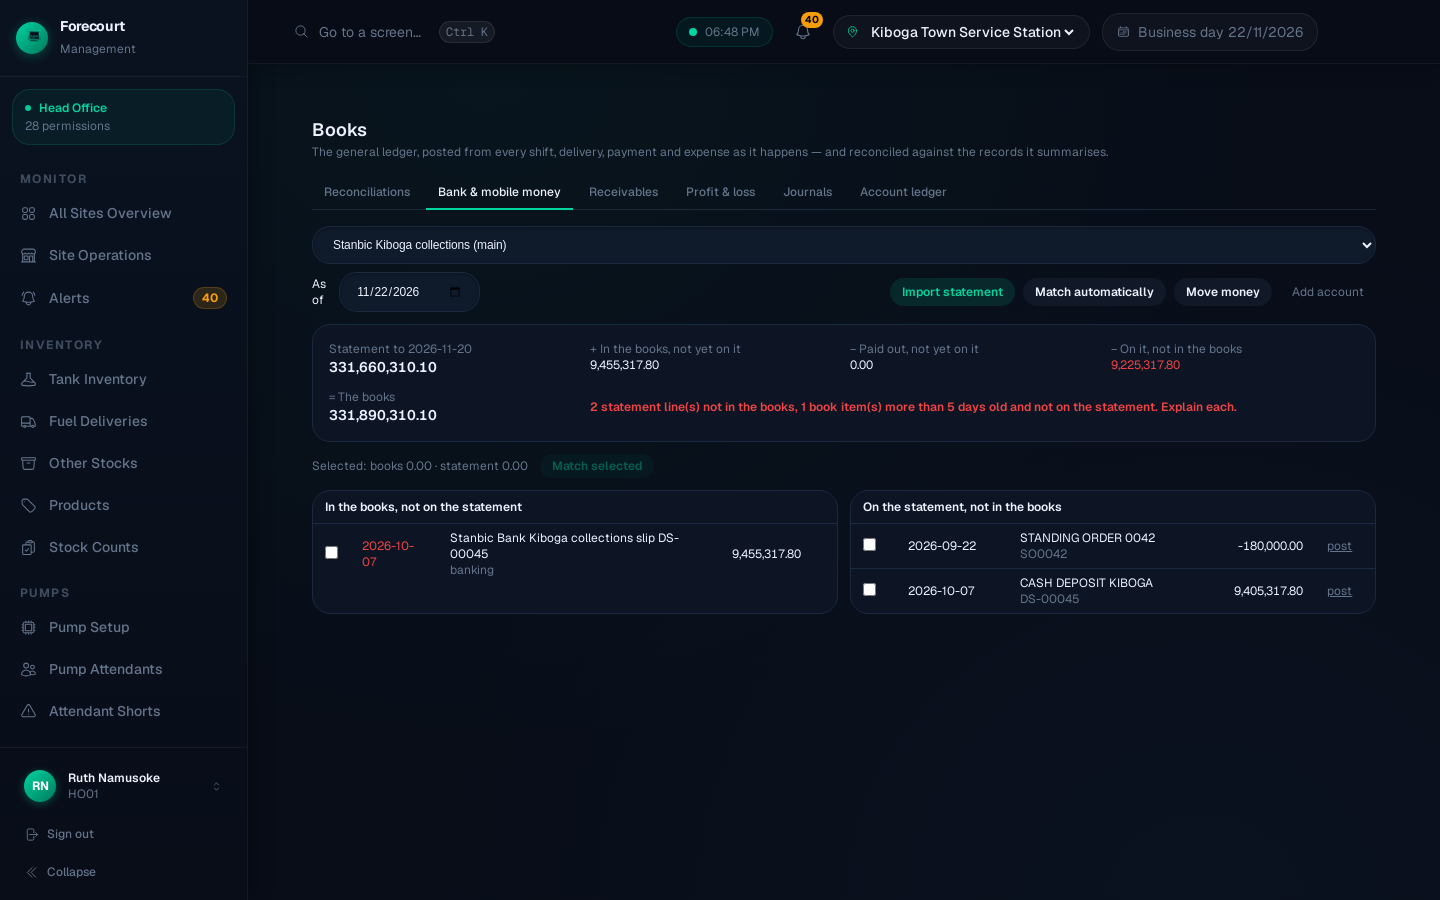 Forecourt
Management
Go to a screen...
Ctrl K
06:48 PM
40
Kiboga Town Service Station
Business day 22/11/2026
Head Office
28 permissions
MONITOR
All Sites Overview
Site Operations
Alerts
40
INVENTORY
Tank Inventory
Fuel Deliveries
Other Stocks
Products
Stock Counts
PUMPS
Pump Setup
Pump Attendants
Attendant Shorts
RN
Ruth Namusoke
HO01
Sign out
Collapse
Books
The general ledger, posted from every shift, delivery, payment and expense as it happens — and reconciled against the records it summarises.
Reconciliations
Bank & mobile money
Receivables
Profit & loss
Journals
Account ledger
Stanbic Kiboga collections (main)
As of
11/22/2026
Import statement
Match automatically
Move money
Add account
Statement to 2026-11-20
331,660,310.10
+ In the books, not yet on it
9,455,317.80
− Paid out, not yet on it
0.00
− On it, not in the books
9,225,317.80
= The books
331,890,310.10
2 statement line(s) not in the books, 1 book item(s) more than 5 days old and not on the statement. Explain each.
Selected: books 0.00 · statement 0.00
Match selected
In the books, not on the statement
2026-10-07
Stanbic Bank Kiboga collections slip DS-00045
banking
9,455,317.80
On the statement, not in the books
2026-09-22
STANDING ORDER 0042
SO0042
-180,000.00
post
2026-10-07
CASH DEPOSIT KIBOGA
DS-00045
9,405,317.80
post